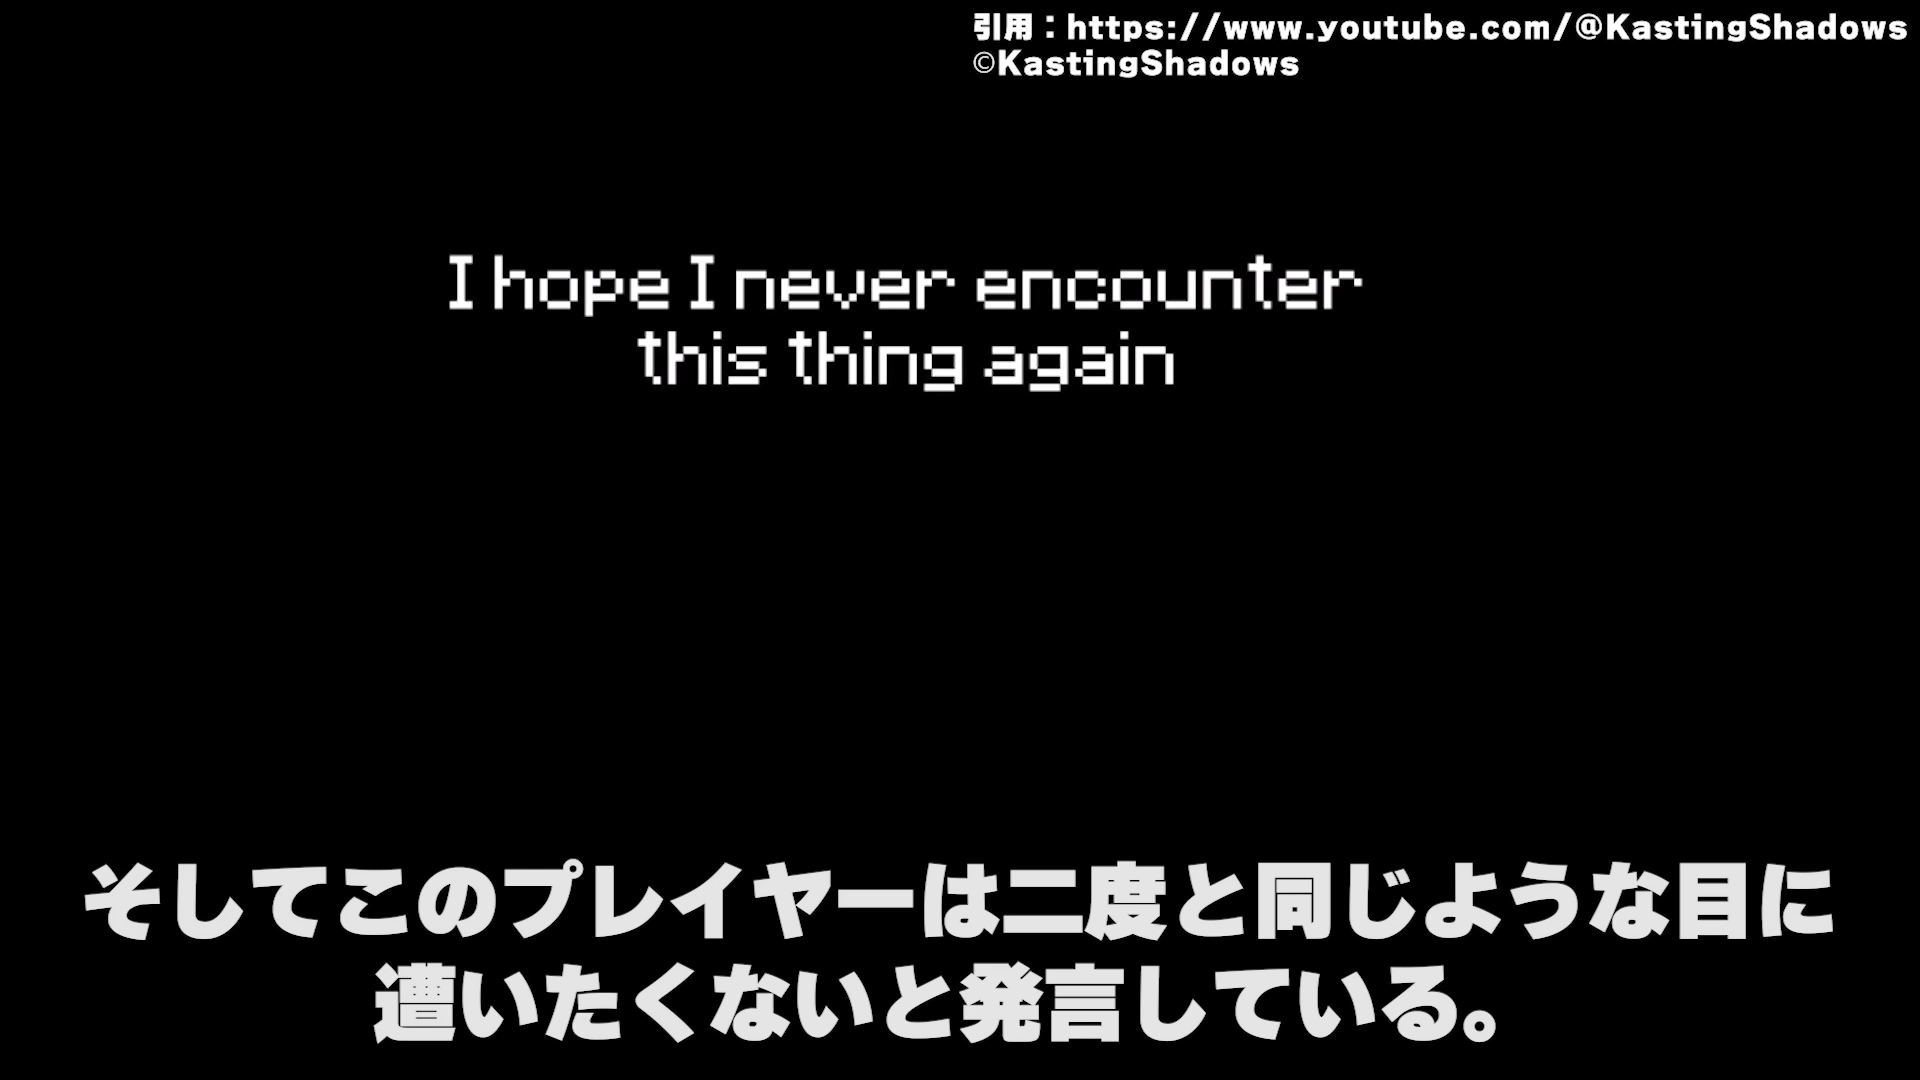 引用：https://www.youtube.com/@KastingShadows
©KastingShadows
I hope I never encounter
this thing again
そしてこのプレイヤーは二度と同じような目に
遭いたくないと発言している。